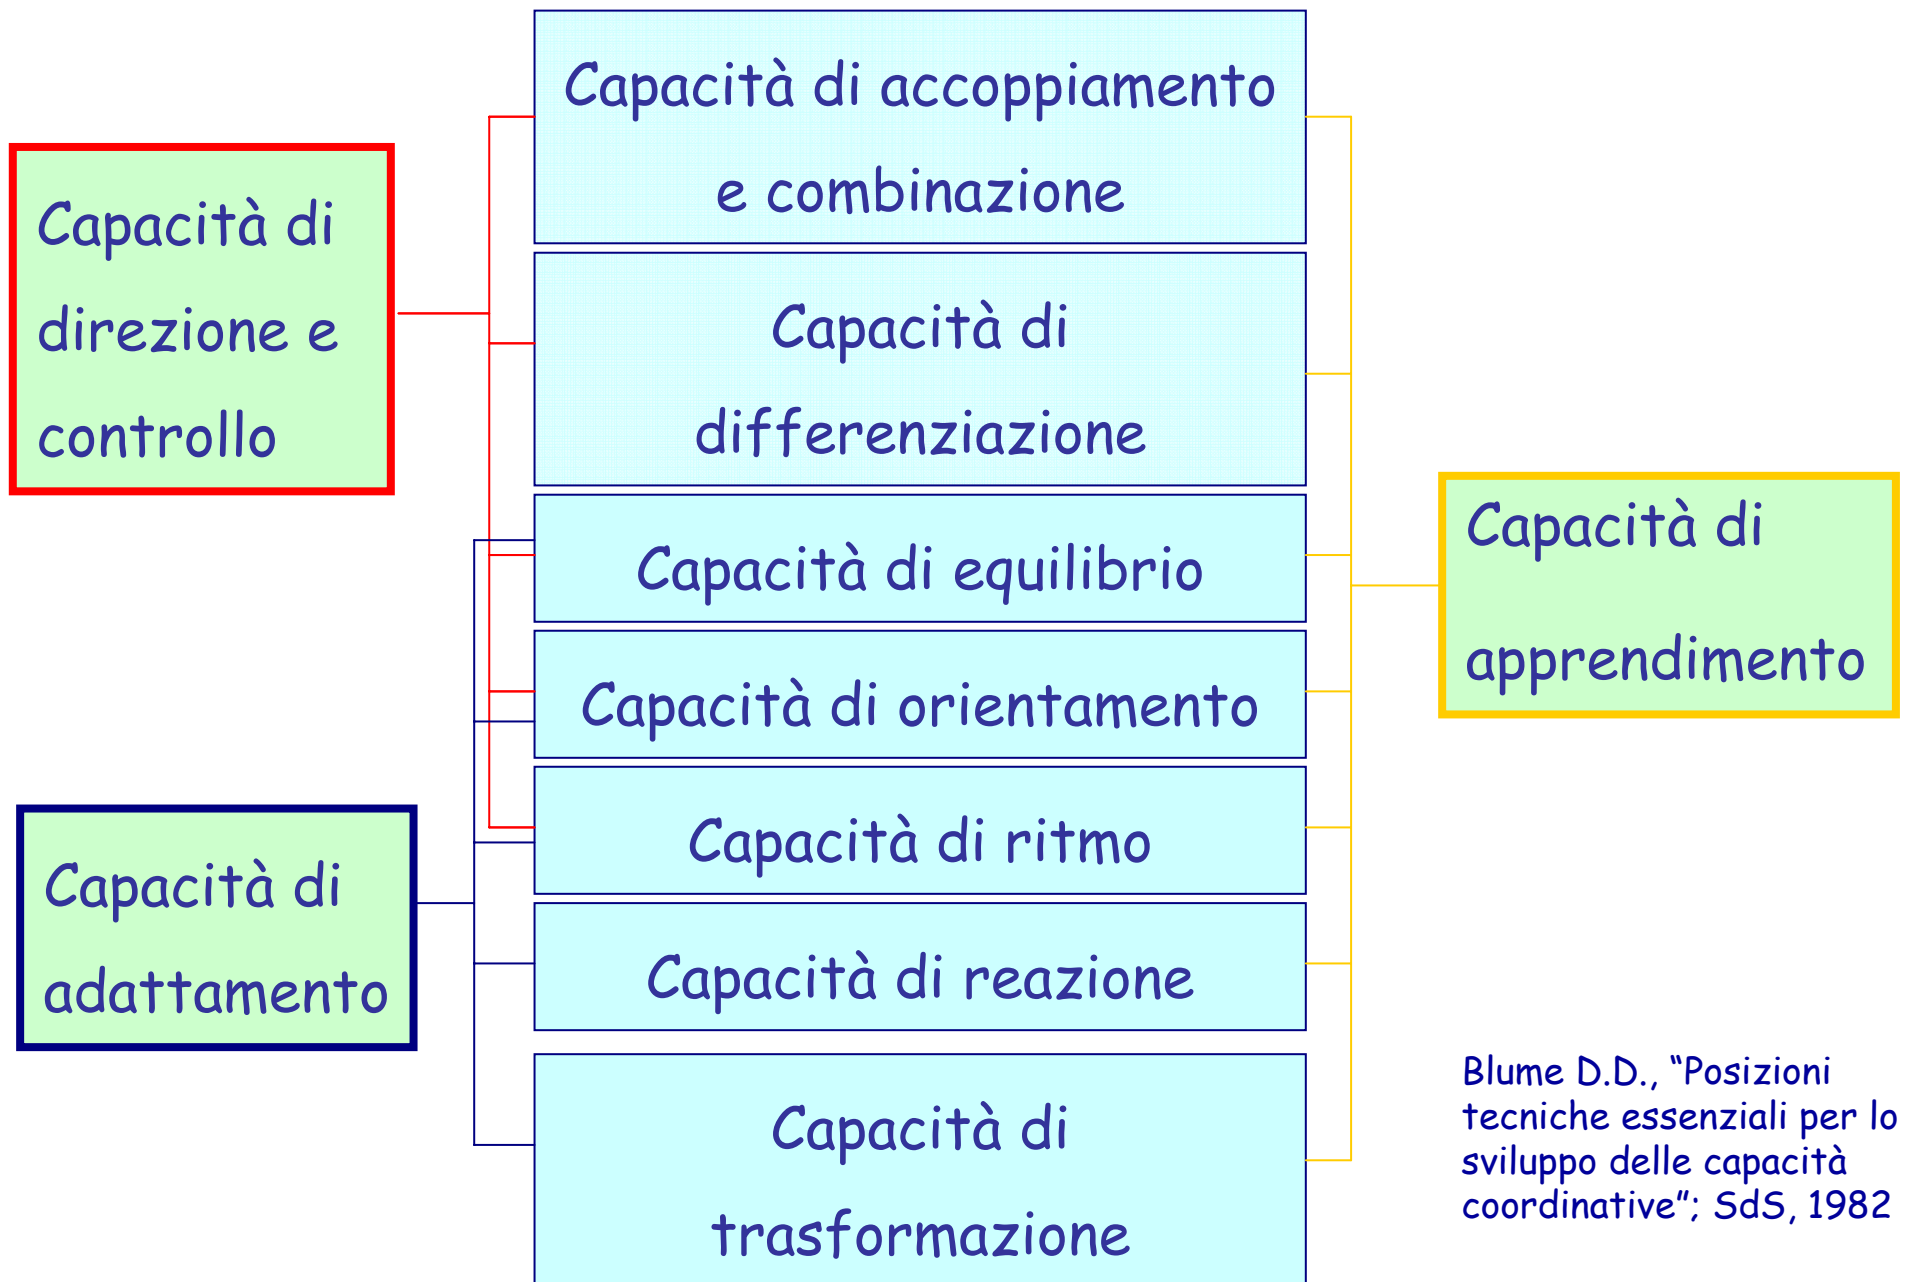 Capacità di accoppiamento
e combinazione
Capacità di
direzione e
controllo
Capacità di
differenziazione
Capacità di equilibrio
Capacità di
apprendimento
Capacità di orientamento
Capacità di ritmo
Capacità di
adattamento
Capacità di reazione
Capacità di
trasformazione
Blume D.D., “Posizioni
tecniche essenziali per lo
sviluppo delle capacità
coordinative”; SdS, 1982